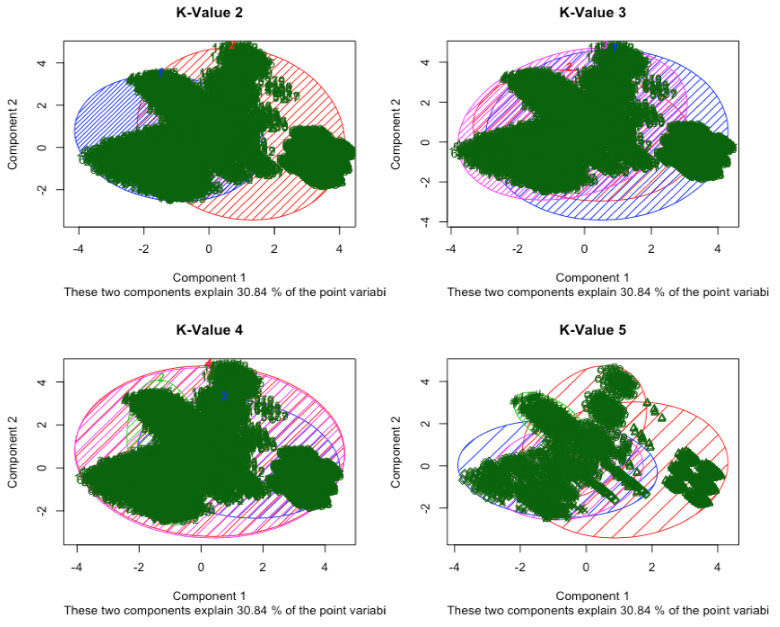 K-Value 2
K-Value 3
Component 2
4
2
0
-2
-4
-2
0
2
4
Component 1
These two components explain 30.84 % of the point variabi
Component 2
4
2
0
-2
-4
-4
-2
0
2
4
Component 1
These two components explain 30.84 % of the point variabi
K-Value 4
K-Value 5
Component 2
4
2
0
-2
-4
-2
0
2
4
Component 1
These two components explain 30.84 % of the point variabi
Component 2
4
2
0
-2
-4
-2
0
2
4
Component 1
These two components explain 30.84 % of the point variabi